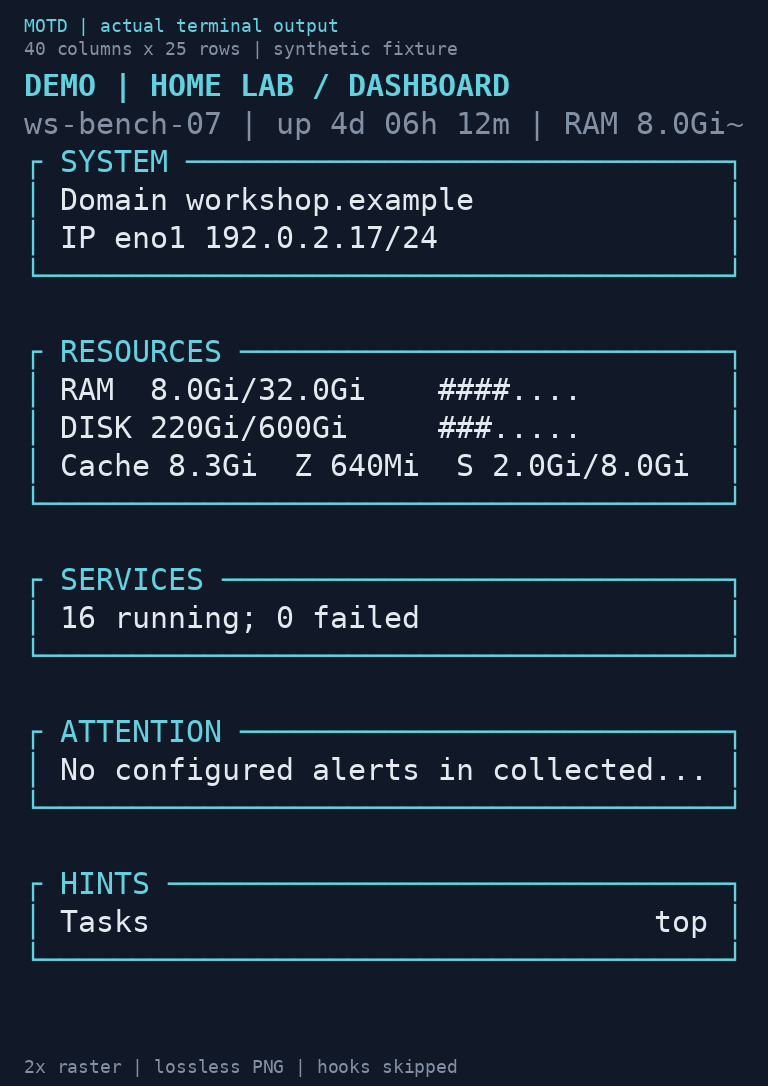 MOTD | actual terminal output
40 columns x 25 rows | synthetic fixture
DEMO | HOME LAB / DASHBOARD
ws-bench-07 | up 4d 06h 12m | RAM 8.0Gi~
SYSTEM
Domain workshop.example
IP eno1 192.0.2.17/24
RESOURCES
RAM  8.0Gi/32.0Gi    ####....
DISK 220Gi/600Gi     ###.....
Cache 8.3Gi  Z 640Mi  S 2.0Gi/8.0Gi
SERVICES
16 running; 0 failed
ATTENTION
No configured alerts in collected...
HINTS
Tasks                            top
2x raster | lossless PNG | hooks skipped